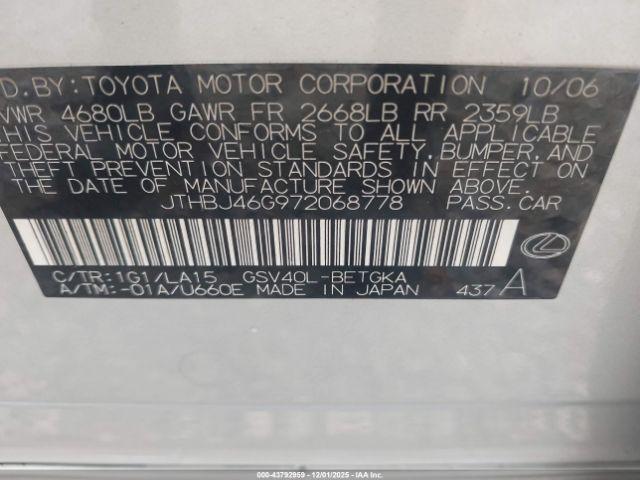 D. BY: TOYOTA MOTOR CORPORATION 10/06
VWR 4680LB GAWR FR 2668LB RR 2359LB
THIS VEHICLE CONFORMS TO ALL APPLICABLE
FEDERAL MOTOR VEHICLE SAFETY, BUMPER, AND
THEFT PREVENTION STANDARDS IN EFFECT ON
THE DATE OF MANUFACTURE SHOWN ABOVE.
JTHBJ46G972068778 PASS. CAR
C/TR: 1G1/LA15 GSV40L-BETGKA
A/TM: -01A/U660E MADE IN JAPAN 437 A
000-43792959 - 12/01/2025 - IAA